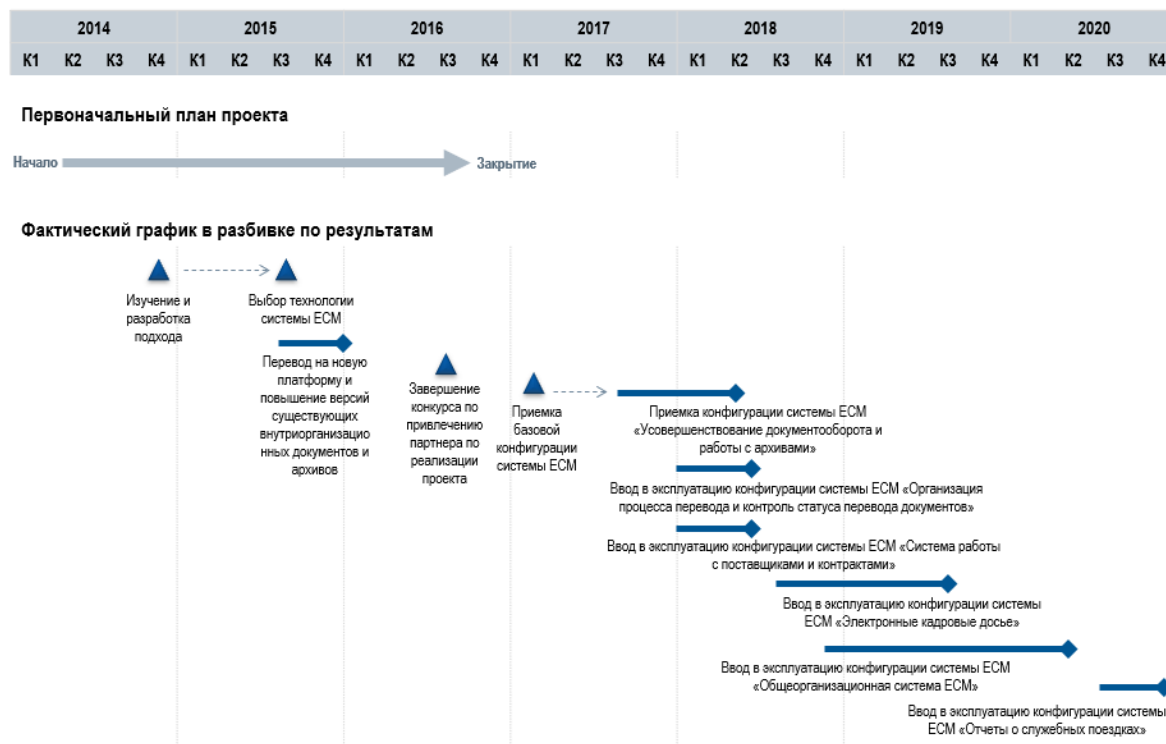 2014 2015 2016 2017 2018 2019 2020
К1 К2 К3 К4 К1 К2 К3 К4 К1 К2 К3 К4 К1 К2 К3 К4 К1 К2 К3 К4 К1 К2 К3 К4 К1 К2 К3 К4
Первоначальный план проекта
Начало
Закрытие
Фактический график в разбивке по результатам
Изучение и
разработка
подхода
Выбор технологии
системы ECM
Перевод на новую
платформу и
повышение версий
существующих
внутриорганизацио
нных документов и
архивов
Завершение
конкурса по
привлечению
партнера по
реализации
проекта
Приемка
базовой
конфигурации
системы ECM
Приемка конфигурации системы ECM
«Усовершенствование документооборота и
работы с архивами»
Ввод в эксплуатацию конфигурации системы ECM «Организация
процесса перевода и контроль статуса перевода документов»
Ввод в эксплуатацию конфигурации системы ECM «Система работы
с поставщиками и контрактами»
Ввод в эксплуатацию конфигурации системы
ECM «Электронные кадровые досье»
Ввод в эксплуатацию конфигурации системы ECM
«Общеорганизационная система ECM»
Ввод в эксплуатацию конфигурации системы
ECM «Отчеты о служебных поездках»